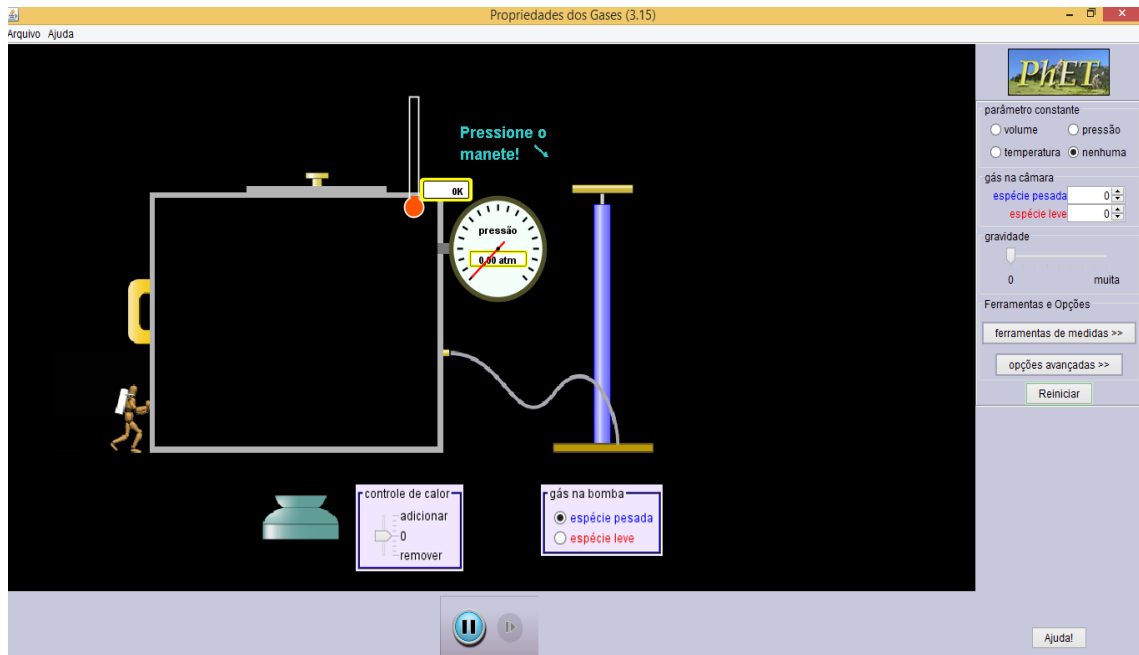 Propriedades dos Gases (3.15)
Arquivo Ajuda
PhET
Pressione o
manete!
0K
pressão
0,00 atm
parâmetro constante
volume
pressão
temperatura
nenhuma
gás na câmara
espécie pesada
0
espécie leve
0
gravidade
0
muita
Ferramentas e Opções
ferramentas de medidas >>
opções avançadas >>
Reiniciar
controle de calor
adicionar
0
remover
gás na bomba
espécie pesada
espécie leve
Ajuda!